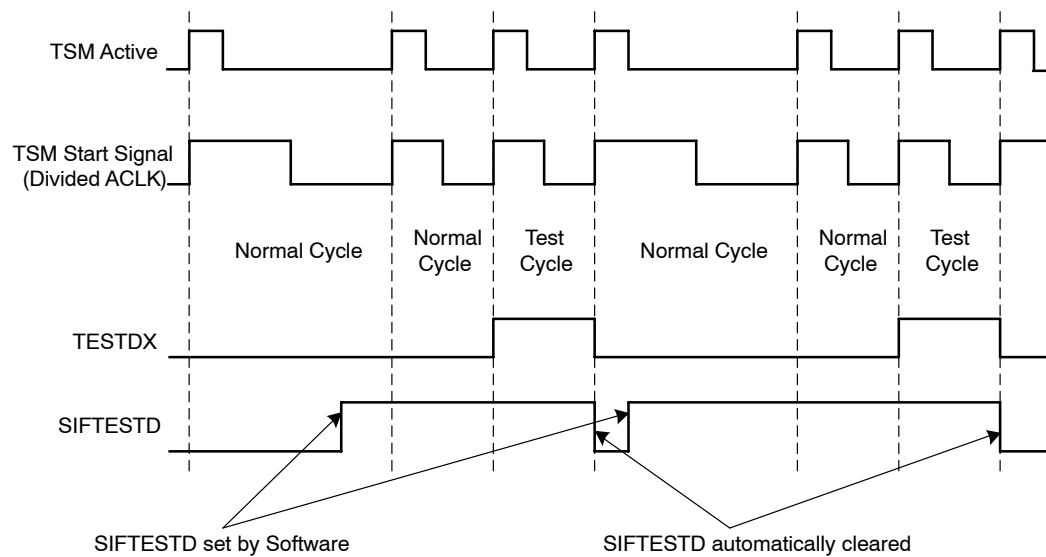 TSM Active
TSM Start Signal
(Divided ACLK)
Normal Cycle
Normal
Cycle
Test
Cycle
Normal Cycle
Normal
Cycle
Test
Cycle
TESTDX
SIFTESTD
SIFTESTD set by Software
SIFTESTD automatically cleared